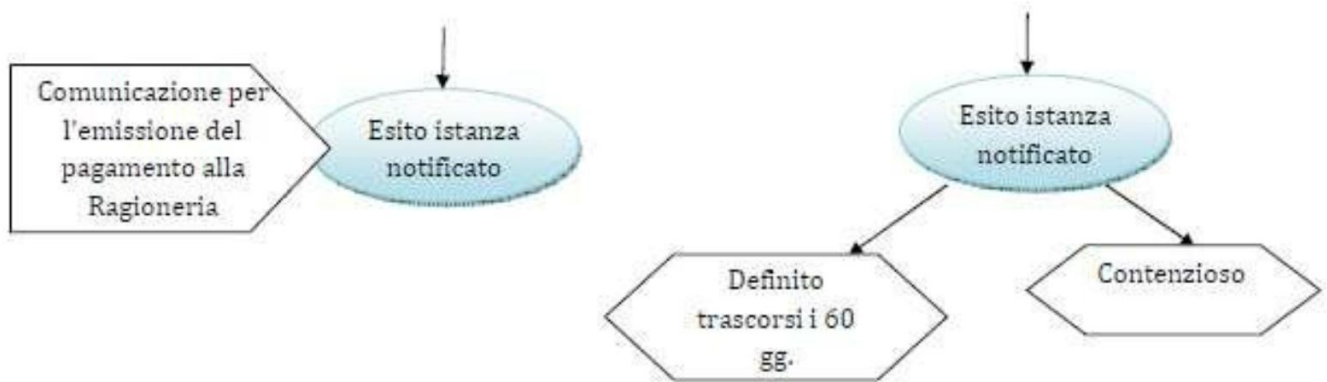 Comunicazione per
l'emissione del
pagamento alla
Ragioneria
Esito istanza
notificato
Esito istanza
notificato
Definito
trascorsi i 60
gg.
Contenzioso